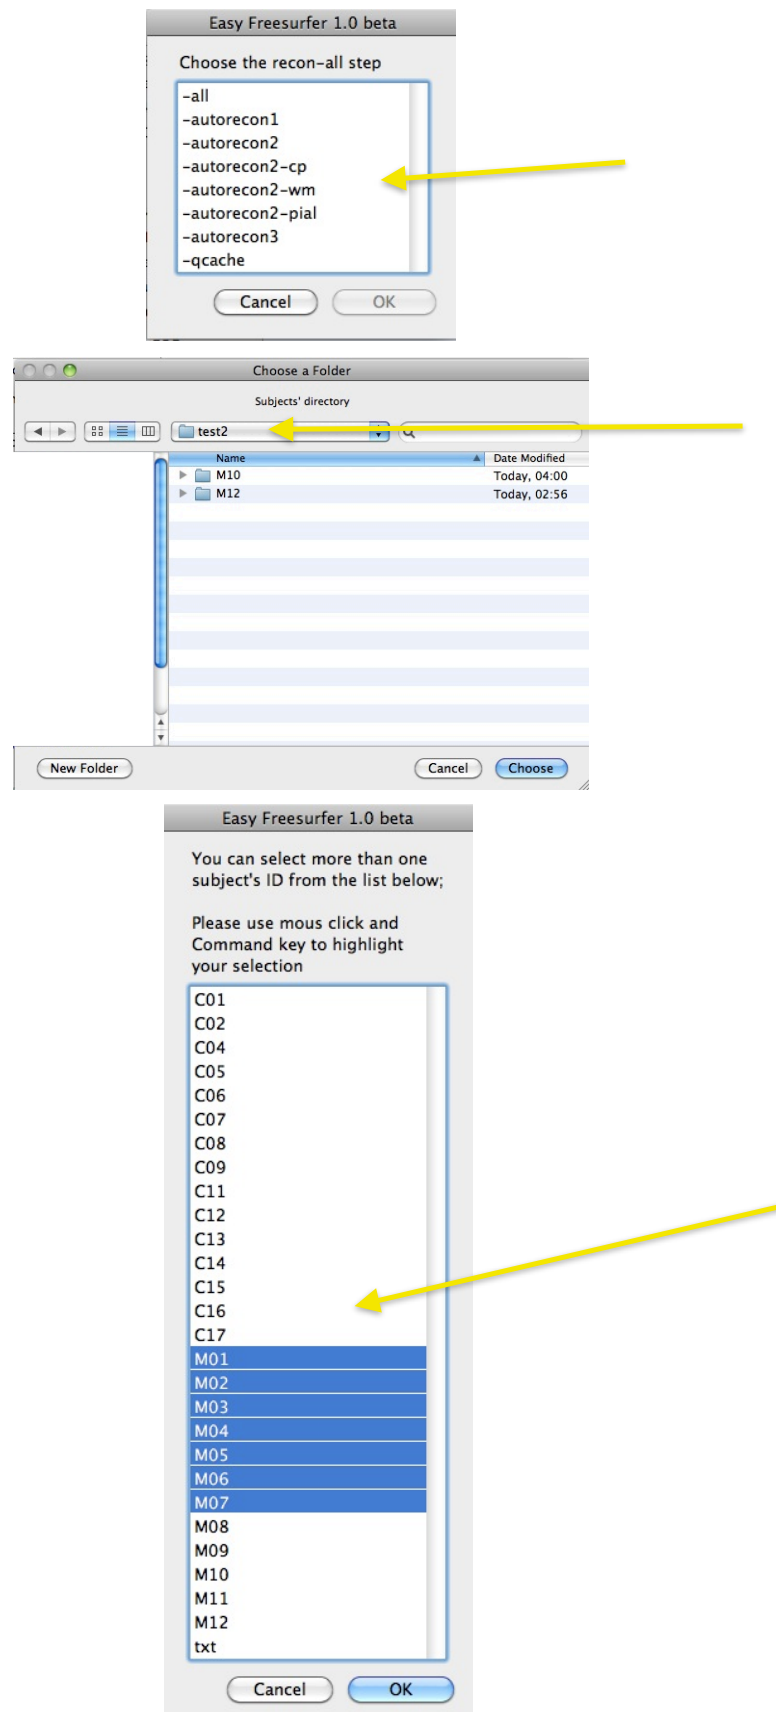 Easy Freesurfer 1.0 beta
Choose the recon-all step
-all
-autorecon1
-autorecon2
-autorecon2-cp
-autorecon2-wm
-autorecon2-pial
-autorecon3
-qcache
Cancel OK
Choose a Folder
Subjects' directory
test2
Name Date Modified
M10 Today, 04:00
M12 Today, 02:56
New Folder Cancel Choose
Easy Freesurfer 1.0 beta
You can select more than one
subject's ID from the list below;
Please use mous click and
Command key to highlight
your selection
C01
C02
C04
C05
C06
C07
C08
C09
C11
C12
C13
C14
C15
C16
C17
M01
M02
M03
M04
M05
M06
M07
M08
M09
M10
M11
M12
txt
Cancel OK